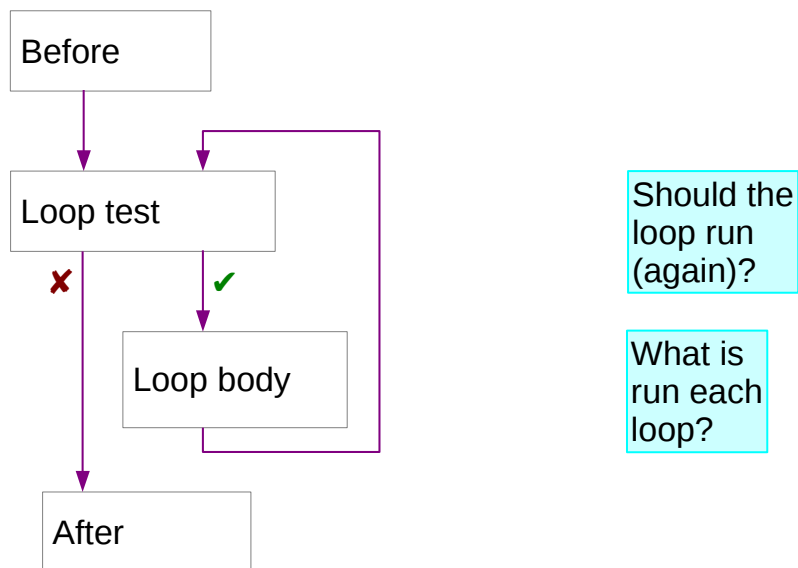 Before
Loop test
Should the
loop run
(again)?
✘
✔
Loop body
What is
run each
loop?
After